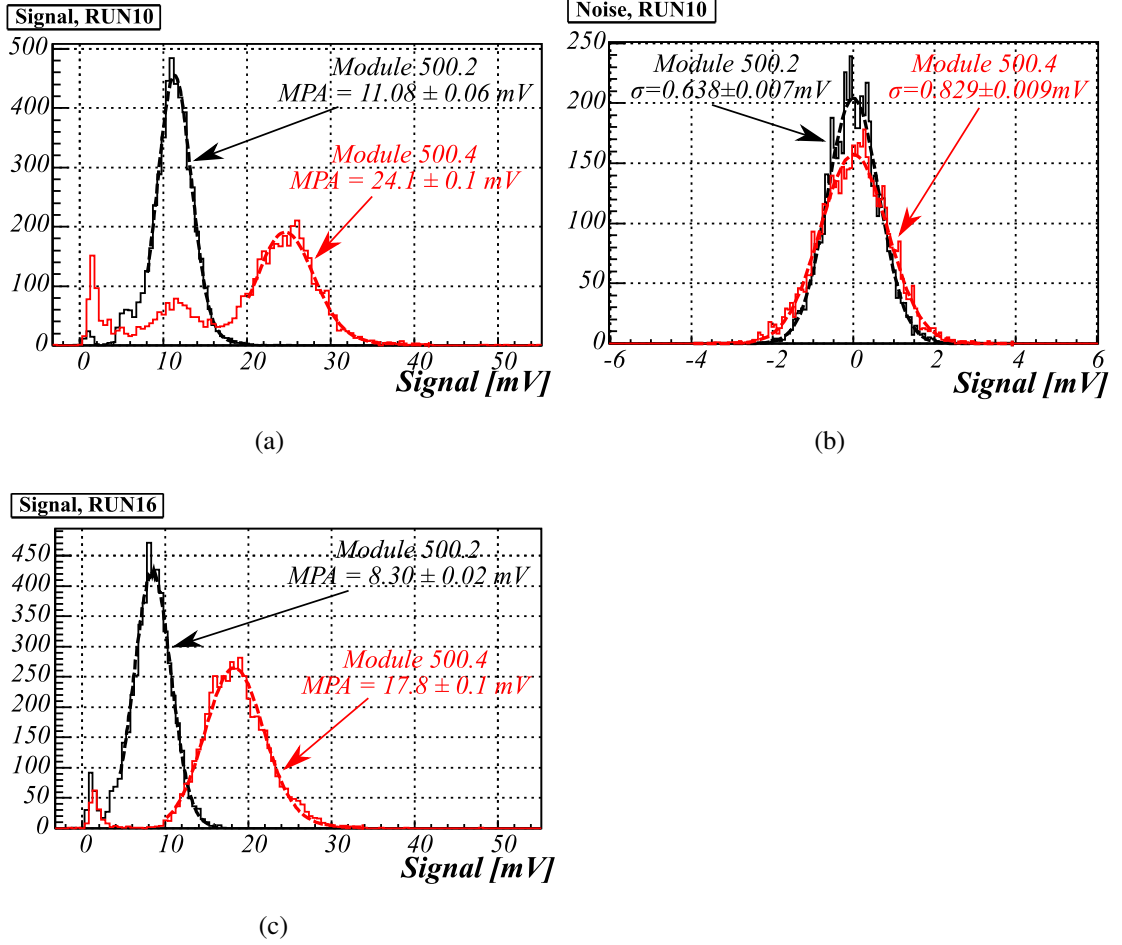 Signal, RUN10
500
400
300
200
100
0
0
10
20
30
40
50
Module 500.2
MPA = 11.08 ± 0.06 mV
Module 500.4
MPA = 24.1 ± 0.1 mV
Signal [mV]
(a)
Noise, RUN10
250
200
150
100
50
0
-6
-4
-2
0
2
4
6
Module 500.2
σ=0.638±0.007mV
Module 500.4
σ=0.829±0.009mV
Signal [mV]
(b)
Signal, RUN16
450
400
350
300
250
200
150
100
50
0
0
10
20
30
40
50
Module 500.2
MPA = 8.30 ± 0.02 mV
Module 500.4
MPA = 17.8 ± 0.1 mV
Signal [mV]
(c)